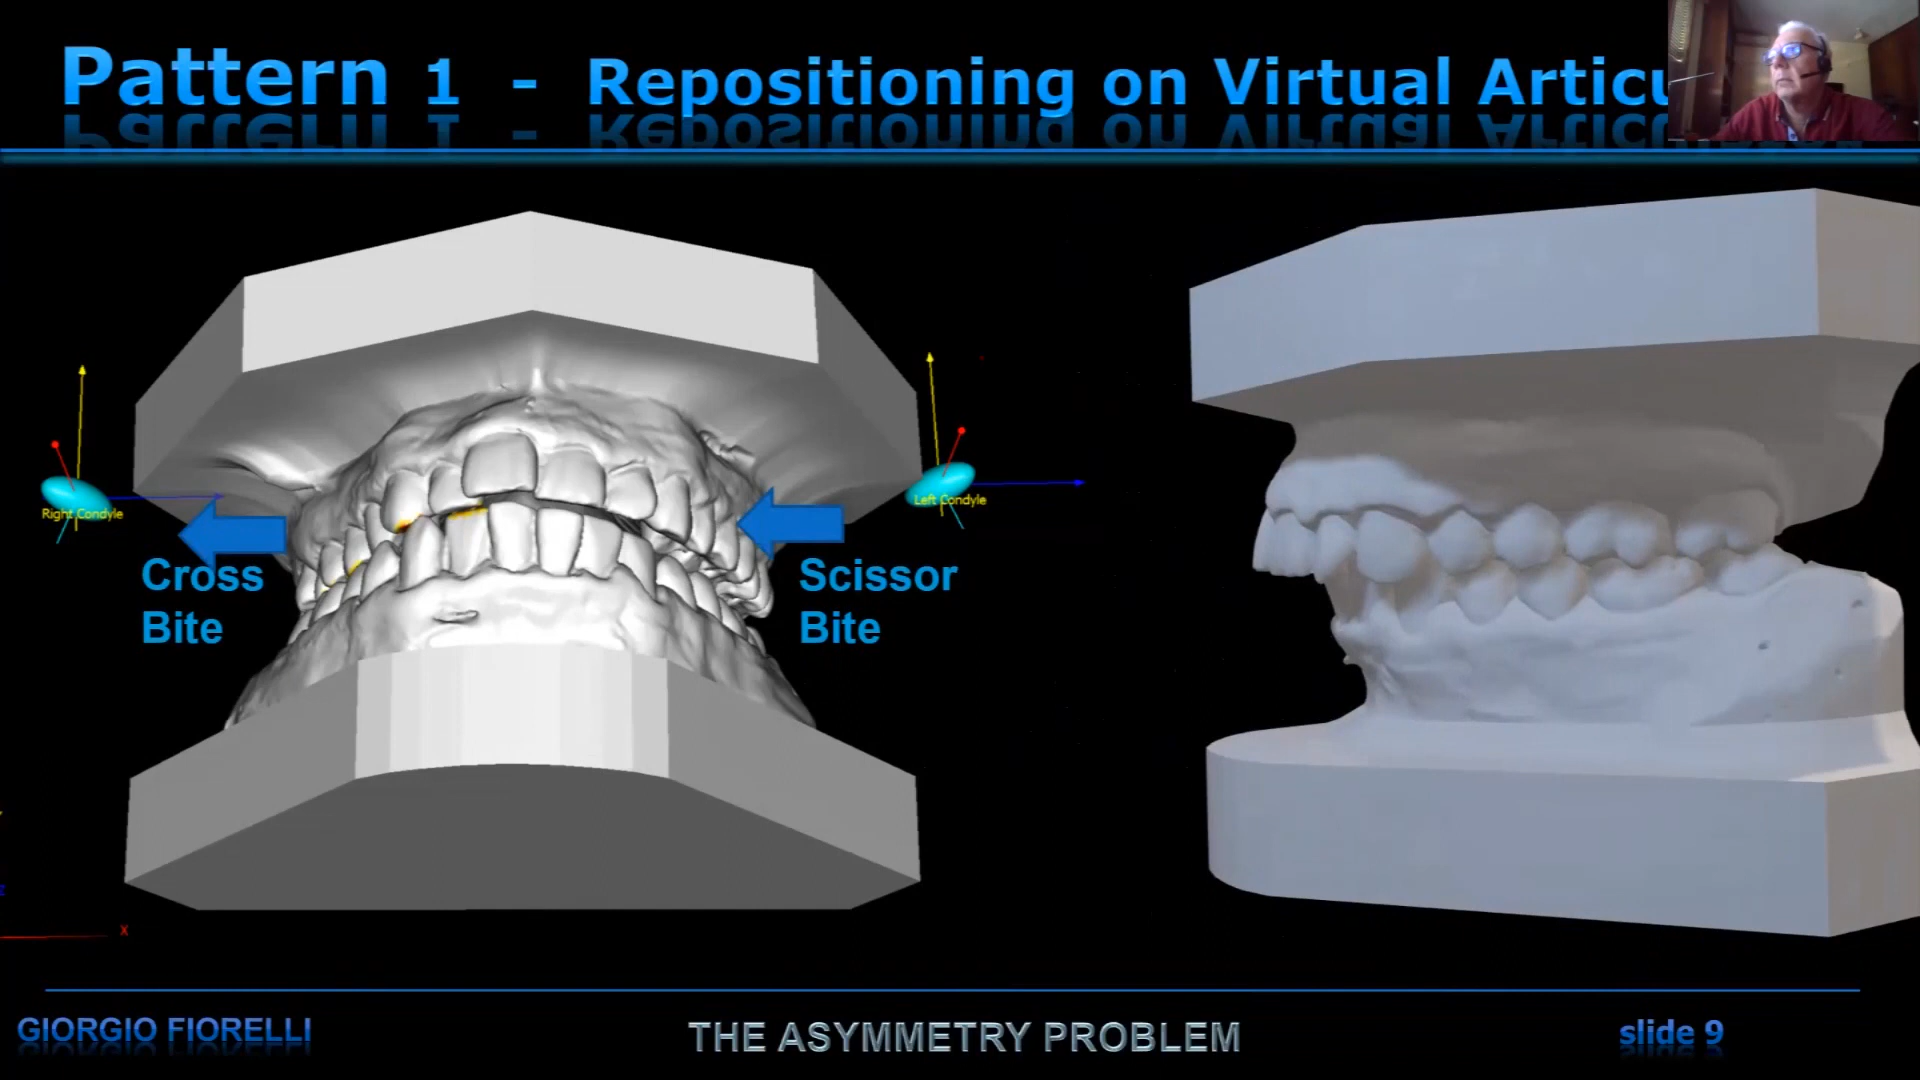 Pattern 1 - Repositioning on Virtual Articu
Right Condyle
Left Condyle
Cross
Bite
Scissor
Bite
x
GIORGIO FIORELLI
THE ASYMMETRY PROBLEM
slide 9